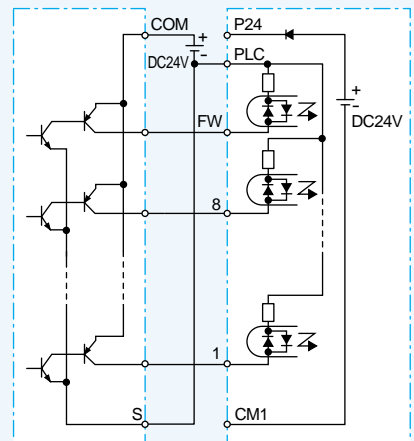 COM
+
-
DC24V
P24
PLC
+
-
DC24V
FW
8
1
S
CM1